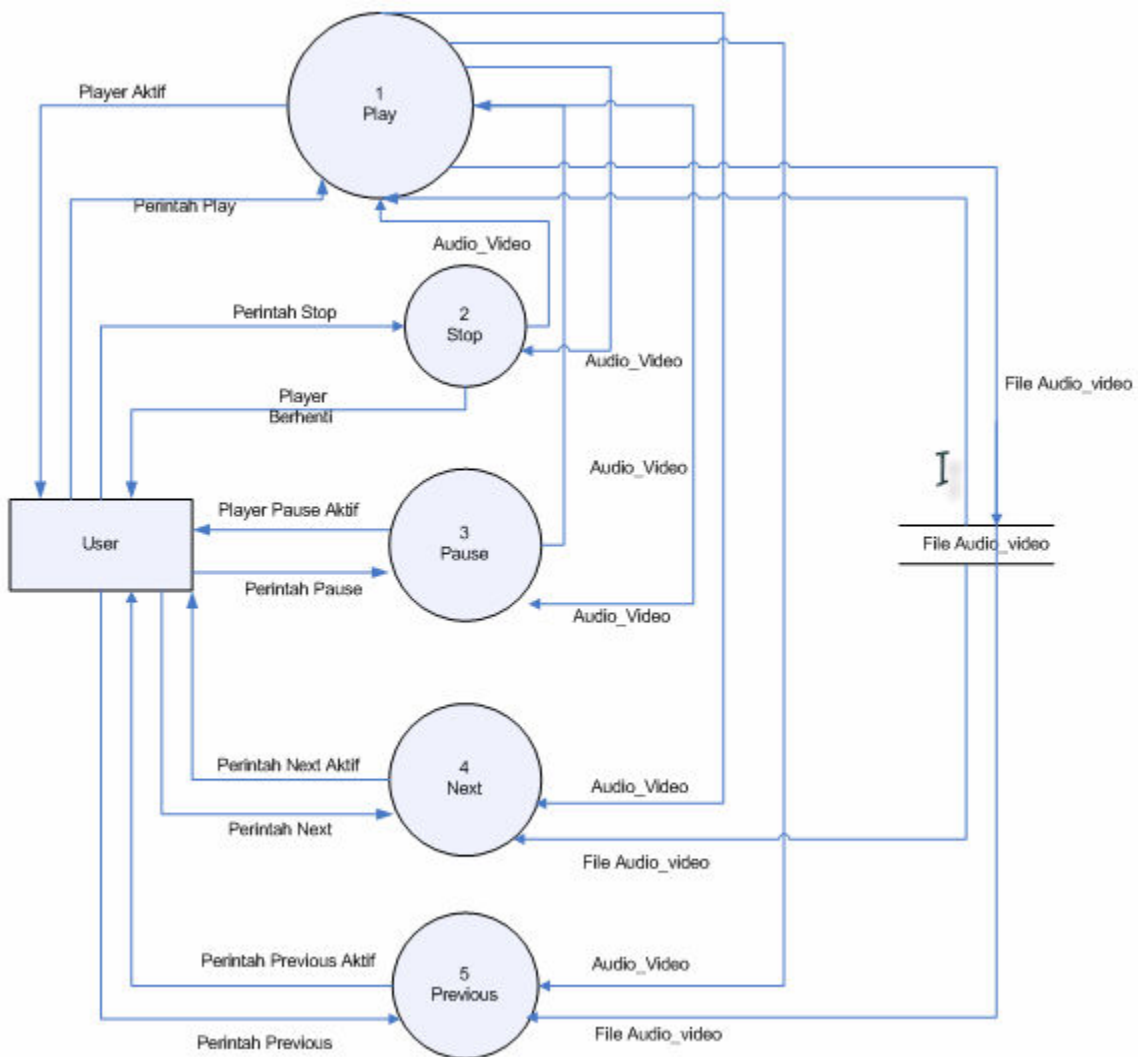 1
Play
Player Aktif
Perintah Play
Audio_Video
2
Stop
Perintah Stop
Audio_Video
File Audio_video
Player
Berhenti
Audio_Video
Player Pause Aktif
3
Pause
User
File Audio_video
Perintah Pause
Audio_Video
4
Next
Perintah Next Aktif
Audio_Video
Perintah Next
File Audio_video
5
Previous
Perintah Previous Aktif
Audio_Video
Perintah Previous
File Audio_video